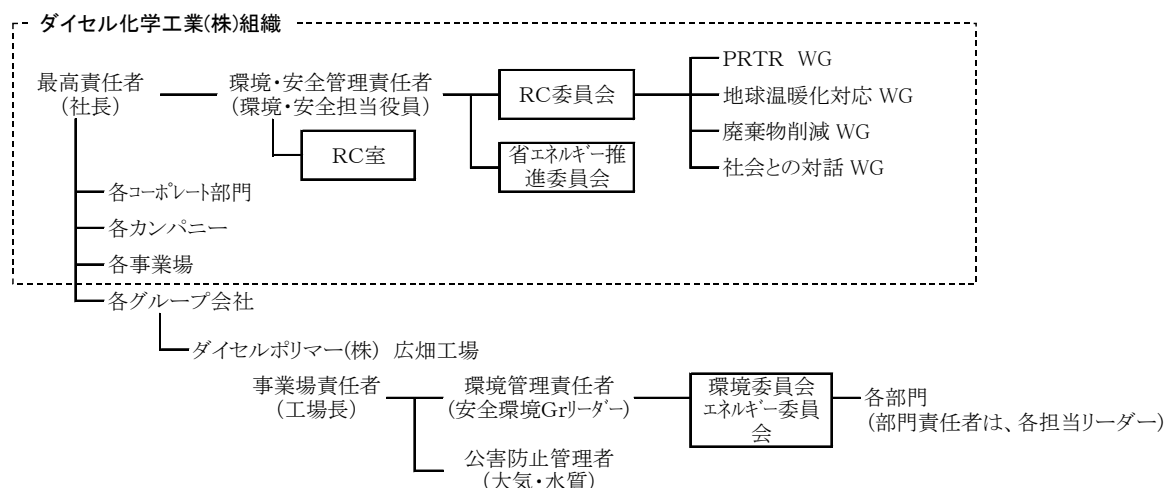 ダイセル化学工業(株)組織
最高責任者
(社長)
環境・安全管理責任者
(環境・安全担当役員)
RC委員会
PRTR WG
地球温暖化対応 WG
廃棄物削減 WG
社会との対話 WG
RC室
省エネルギー推
進委員会
各コーポレート部門
各カンパニー
各事業場
各グループ会社
ダイセルポリマー(株) 広畑工場
事業場責任者
(工場長)
環境管理責任者
(安全環境Grリーダー)
環境委員会
エネルギー委員
会
各部門
(部門責任者は、各担当リーダー)
公害防止管理者
(大気・水質)